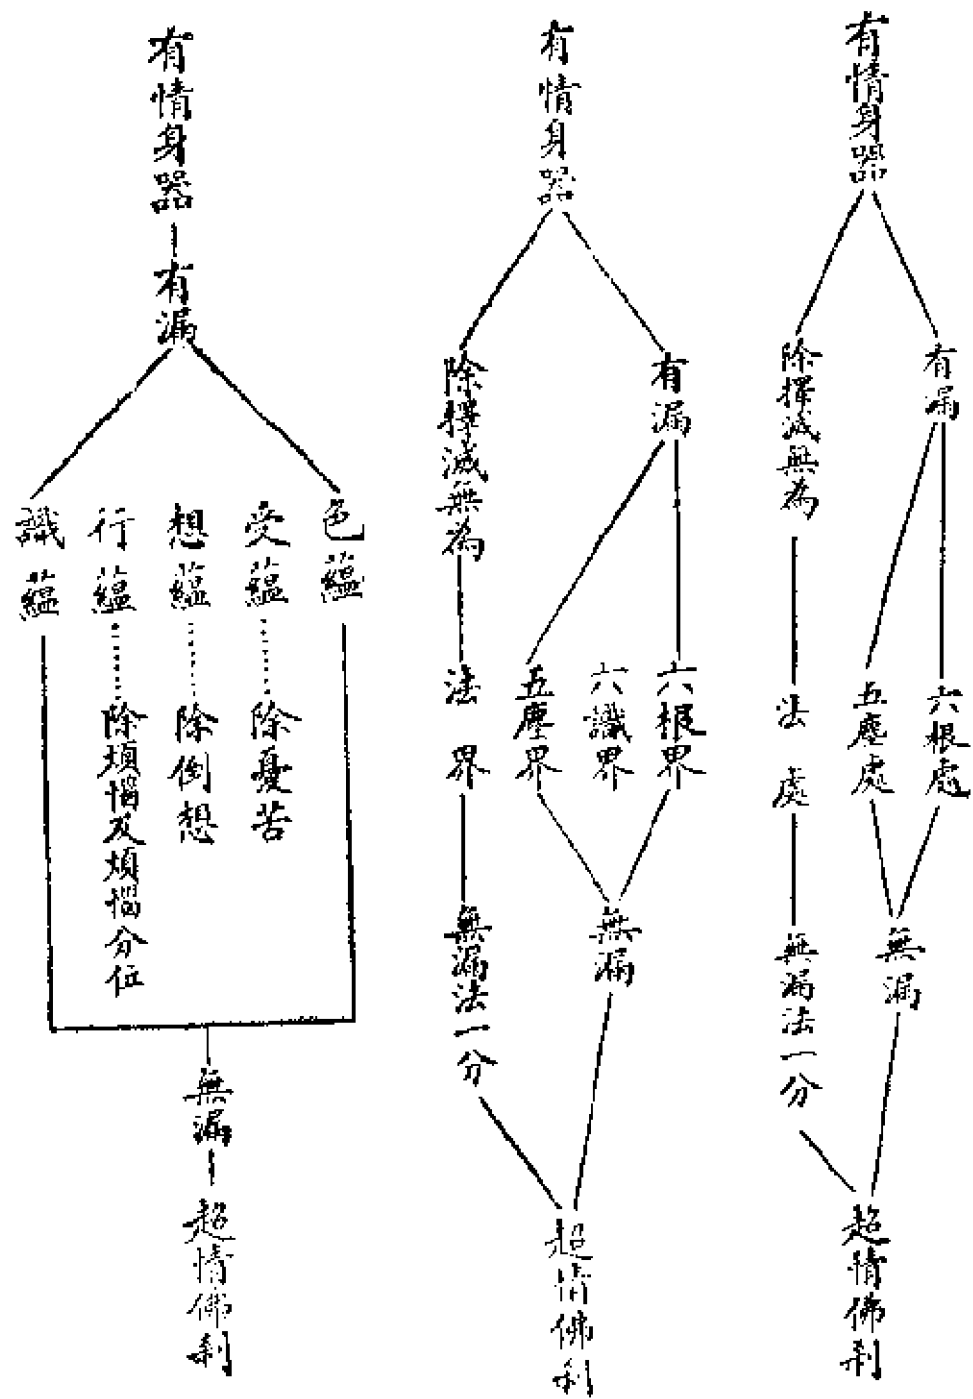 有情身器
有漏
除擇滅無為
六根處
五塵處
法處
無漏
無漏法一分
超情佛剎
有情身器
有漏
除擇滅無為
六根界
六識界
五塵界
法界
無漏
無漏法一分
超情佛剎
有情身器
有漏
色蘊
受蘊
想蘊
行蘊
識蘊
除憂苦
除倒想
除煩惱及煩惱分位
無漏
超情佛剎